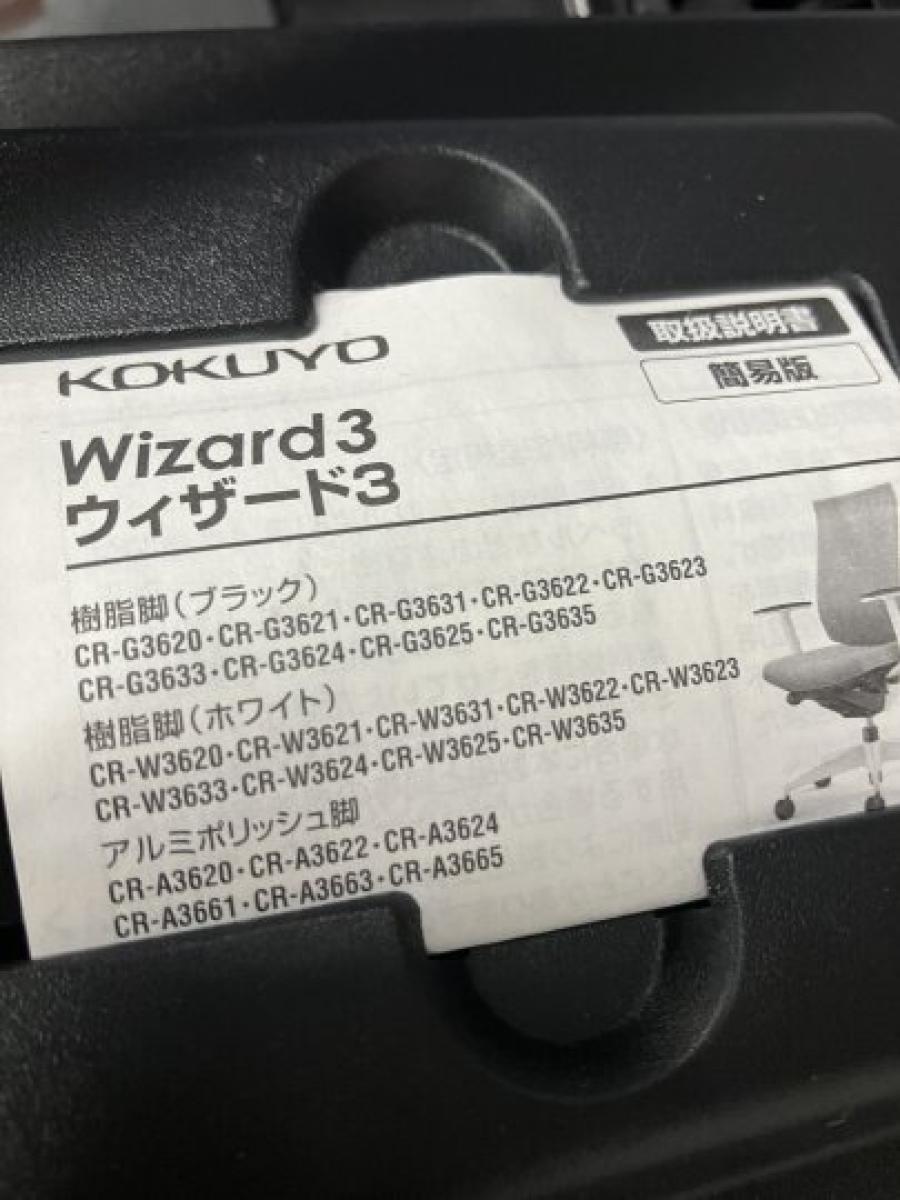 KOKUYO
取扱説明書
簡易版
Wizard3
ウィザード3
樹脂脚(ブラック)
CR-G3620・CR-G3621・CR-G3631・CR-G3622・CR-G3623
CR-G3633・CR-G3624・CR-G3625・CR-G3635
樹脂脚(ホワイト)
CR-W3620・CR-W3621・CR-W3631・CR-W3622・CR-W3623
CR-W3633・CR-W3624・CR-W3625・CR-W3635
アルミポリッシュ脚
CR-A3620・CR-A3622・CR-A3624
CR-A3661・CR-A3663・CR-A3665